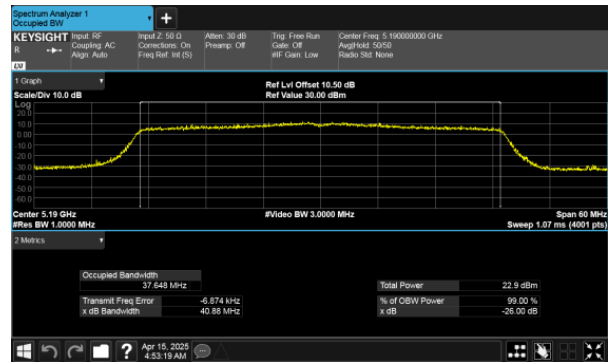 Spectrum Analyzer 1
Occupied BW
+
KEYSIGHT Input: RF Input Z: 50 Ω Atten: 30 dB Trig: Free Run Center Freq: 5.190000000 GHz
R Coupling: AC Corrections: On Preamp: Off Gate: Off Avg|Hold: 50/50
Align: Auto Freq Ref: Int (S) #IF Gain: Low Radio Std: None
1 Graph
Ref Lvl Offset 10.50 dB
Scale/Div 10.0 dB Ref Value 30.00 dBm
Log
20.0
10.0
0.00
-10.0
-20.0
-30.0
-40.0
-50.0
-60.0
Center 5.19 GHz #Video BW 3.0000 MHz Span 60 MHz
#Res BW 1.0000 MHz Sweep 1.07 ms (4001 pts)
2 Metrics
Occupied Bandwidth
37.648 MHz Total Power 22.9 dBm
Transmit Freq Error -6.874 kHz % of OBW Power 99.00 %
x dB Bandwidth 40.88 MHz x dB -26.00 dB
?
Apr 15, 2025
4:53:19 AM